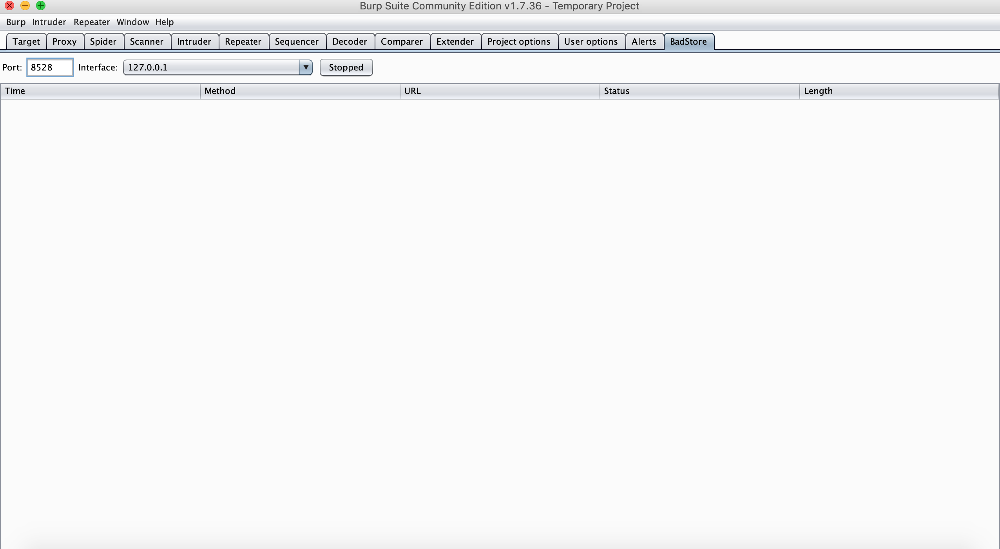 Burp Suite Community Edition v1.7.36 - Temporary Project
Burp Intruder Repeater Window Help
Target Proxy Spider Scanner Intruder Repeater Sequencer Decoder Comparer Extender Project options User options Alerts BadStore
Port: 8528 Interface: 127.0.0.1 Stopped
Time Method URL Status Length